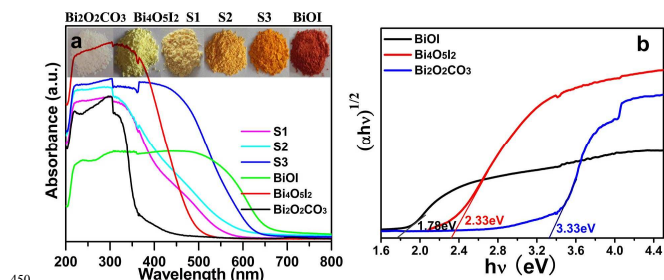 Bi2O2CO3 Bi4O5I2 S1 S2 S3 BiOI
a
Absorbance (a.u.)
S1
S2
S3
BiOI
Bi4O5I2
Bi2O2CO3
200 300 400 500 600 700 800
Wavelength (nm)
450
b
BiOI
Bi4O5I2
Bi2O2CO3
(αhν)1/2
1.78eV
2.33eV
3.33eV
1.6 2.0 2.4 2.8 3.2 3.6 4.0 4.4
hν (eV)